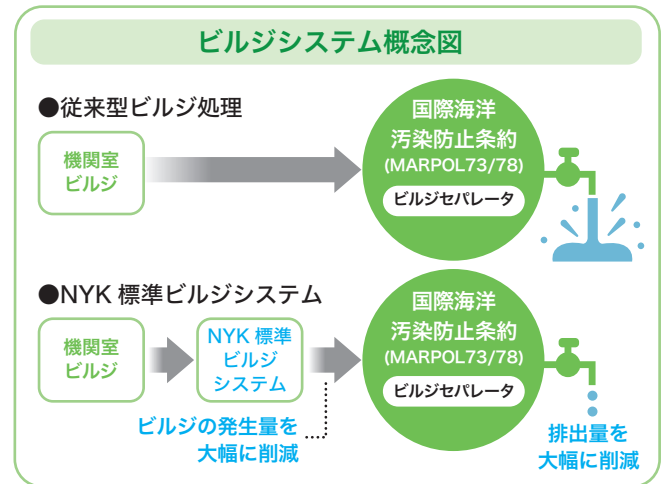 ビルジシステム概念図
●従来型ビルジ処理
機関室
ビルジ
国際海洋
汚染防止条約
(MARPOL73/78)
ビルジセパレータ
●NYK 標準ビルジシステム
機関室
ビルジ
NYK 標準
ビルジ
システム
国際海洋
汚染防止条約
(MARPOL73/78)
ビルジセパレータ
ビルジの発生量を
大幅に削減
排出量を
大幅に削減